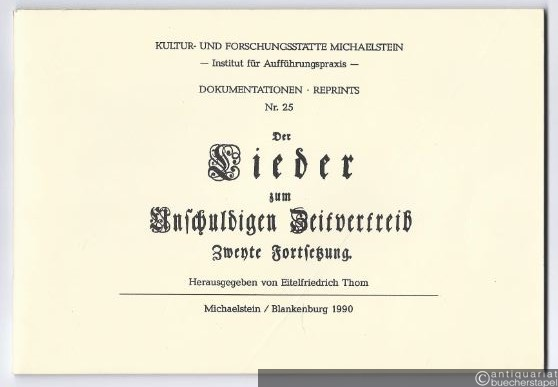 KULTUR- UND FORSCHUNGSSTÄTTE MICHAELSTEIN
— Institut für Aufführungspraxis —
DOKUMENTATIONEN · REPRINTS
Nr. 25
Der
Lieder
zum
Unschuldigen Zeitvertreib
Zweyte Fortsetzung.
Herausgegeben von Eitelfriedrich Thom
Michaelstein / Blankenburg 1990
antiquariat
buecherstapel